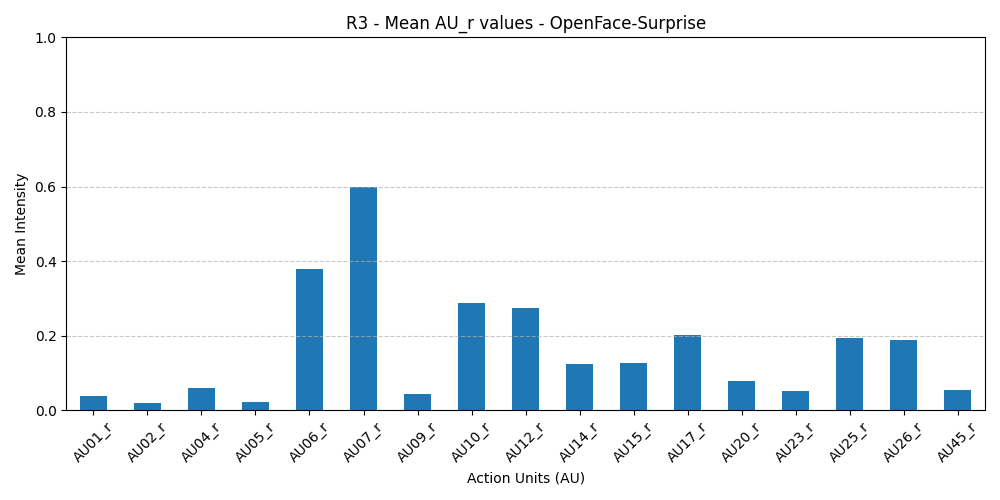 R3 - Mean AU_r values - OpenFace-Surprise
1.0
0.8
0.6
0.4
0.2
0.0
Mean Intensity
AU01_r
AU02_r
AU04_r
AU05_r
AU06_r
AU07_r
AU09_r
AU10_r
AU12_r
AU14_r
AU15_r
AU17_r
AU20_r
AU23_r
AU25_r
AU26_r
AU45_r
Action Units (AU)